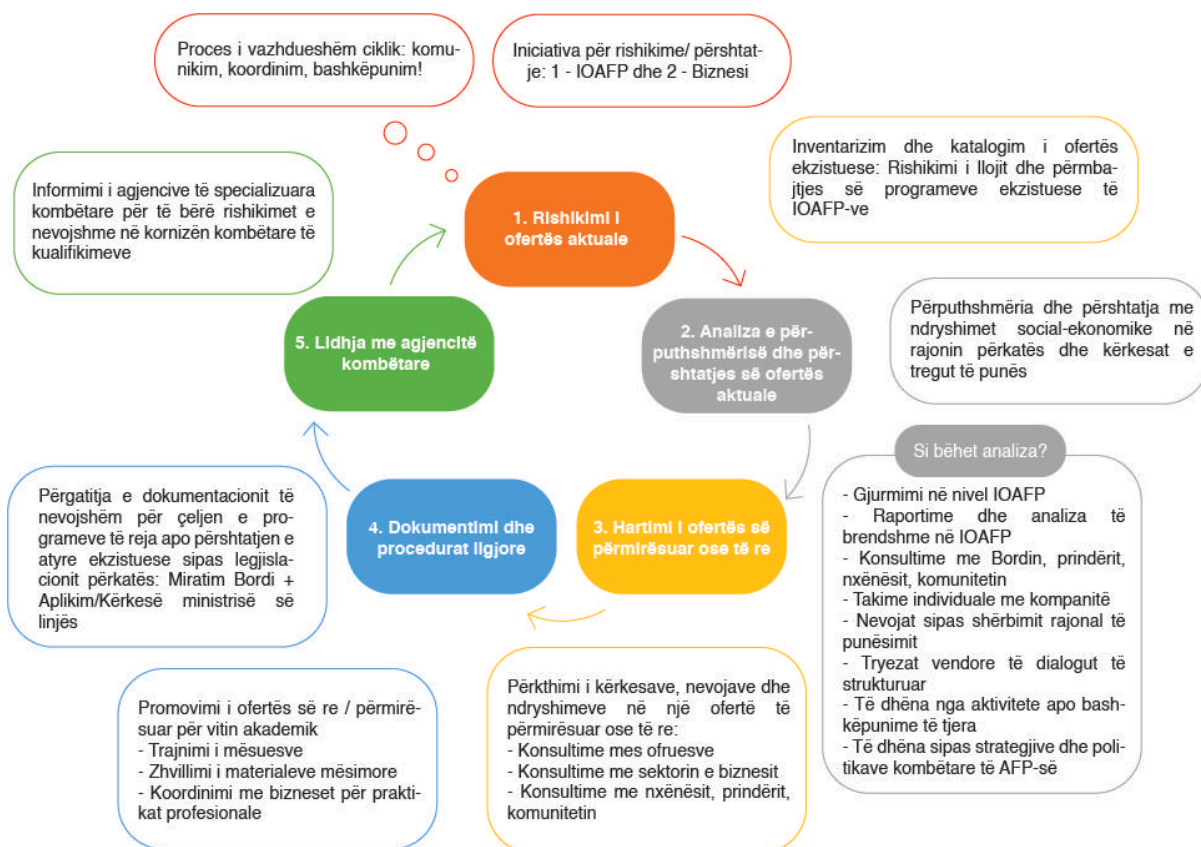 Proces i vazhdueshëm ciklik: komu-
nikim, koordinim, bashkëpunim!
Iniciativa për rishikime/ përshtat-
je: 1 - IOAFP dhe 2 - Biznesi
Inventarizim dhe katalogim i ofertës
ekzistuese: Rishikimi i llojit dhe përmba-
jtjes së programeve ekzistuese të
IOAFP-ve
Informimi i agjencive të specializuara
kombëtare për të bërë rishikimet e
nevojshme në kornizën kombëtare të
kualifikimeve
1. Rishikimi i
ofertës aktuale
5. Lidhja me agjencitë
kombëtare
2. Analiza e për-
puthshmërisë dhe për-
shtatjes së ofertës
aktuale
Përputhshmëria dhe përshtatja me
ndryshimet social-ekonomike në
rajonin përkatës dhe kërkesat e
tregut të punës
Si bëhet analiza?
- Gjurmimi në nivel IOAFP
- Raportime dhe analiza të
brendshme në IOAFP
- Konsultime me Bordin, prindërit,
nxënësit, komunitetin
- Takime individuale me kompanitë
- Nevojat sipas shërbimit rajonal të
punësimit
- Tryezat vendore të dialogut të
strukturuar
- Të dhëna nga aktivitete apo bash-
këpunime të tjera
- Të dhëna sipas strategjive dhe poli-
tikave kombëtare të AFP-së
3. Hartimi i ofertës së
përmirësuar ose të re
4. Dokumentimi dhe
procedurat ligjore
Përgatitja e dokumentacionit të
nevojshëm për çeljen e pro-
grameve të reja apo përshtatjen e
atyre ekzistuese sipas legjisla-
cionit përkatës: Miratim Bordi +
Aplikim/Kërkesë ministrisë së
linjës
Përkthimi i kërkesave, nevojave dhe
ndryshimeve në një ofertë të
përmirësuar ose të re:
- Konsultime mes ofruesve
- Konsultime me sektorin e biznesit
- Konsultime me nxënësit, prindërit,
komunitetin
Promovimi i ofertës së re / përmirë-
suar për vitin akademik
- Trajnimi i mësuesve
- Zhvillimi i materialeve mësimore
- Koordinimi me bizneset për prakti-
kat profesionale